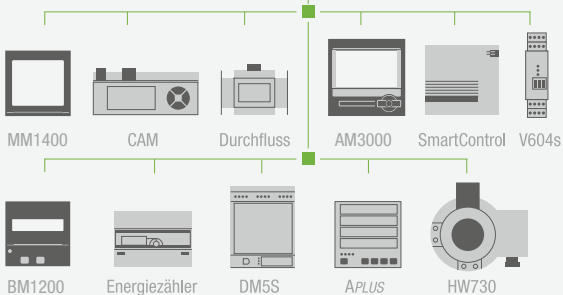 MM1400 CAM Durchfluss AM3000 SmartControl V604s
BM1200 Energiezähler DM5S APLUS HW730